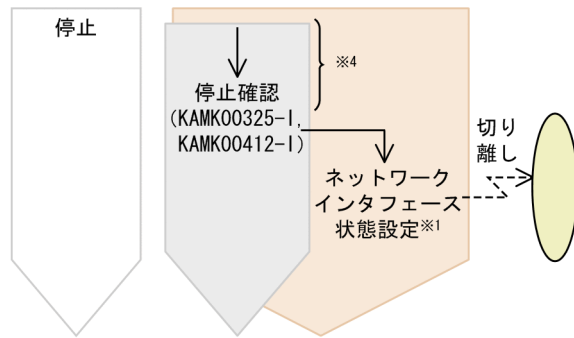 停止
※4
停止確認
(KAMK00325-I,
KAMK00412-I)
切り
離し
ネットワーク
インタフェース
状態設定※1